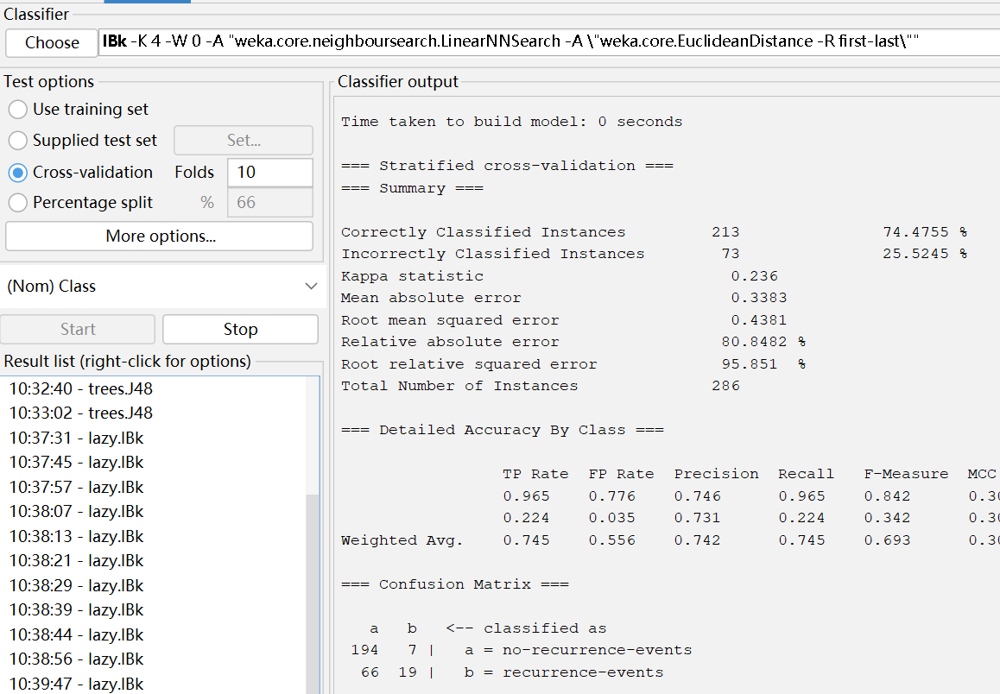 Classifier
Choose IBk -K 4 -W 0 -A "weka.core.neighboursearch.LinearNNSearch -A \"weka.core.EuclideanDistance -R first-last\""
Test options
Use training set
Supplied test set Set...
Cross-validation Folds 10
Percentage split % 66
More options...
(Nom) Class
Start Stop
Result list (right-click for options)
10:32:40 - trees.J48
10:33:02 - trees.J48
10:37:31 - lazy.IBk
10:37:45 - lazy.IBk
10:37:57 - lazy.IBk
10:38:07 - lazy.IBk
10:38:13 - lazy.IBk
10:38:21 - lazy.IBk
10:38:29 - lazy.IBk
10:38:39 - lazy.IBk
10:38:44 - lazy.IBk
10:38:56 - lazy.IBk
10:39:47 - lazy.IBk
Classifier output
Time taken to build model: 0 seconds
=== Stratified cross-validation ===
=== Summary ===
Correctly Classified Instances 213 74.4755 %
Incorrectly Classified Instances 73 25.5245 %
Kappa statistic 0.236
Mean absolute error 0.3383
Root mean squared error 0.4381
Relative absolute error 80.8482 %
Root relative squared error 95.851 %
Total Number of Instances 286
=== Detailed Accuracy By Class ===
TP Rate FP Rate Precision Recall F-Measure MCC
0.965 0.776 0.746 0.965 0.842
0.224 0.035 0.731 0.224 0.342
Weighted Avg. 0.745 0.556 0.742 0.745 0.693
=== Confusion Matrix ===
a b <-- classified as
194 7 | a = no-recurrence-events
66 19 | b = recurrence-events